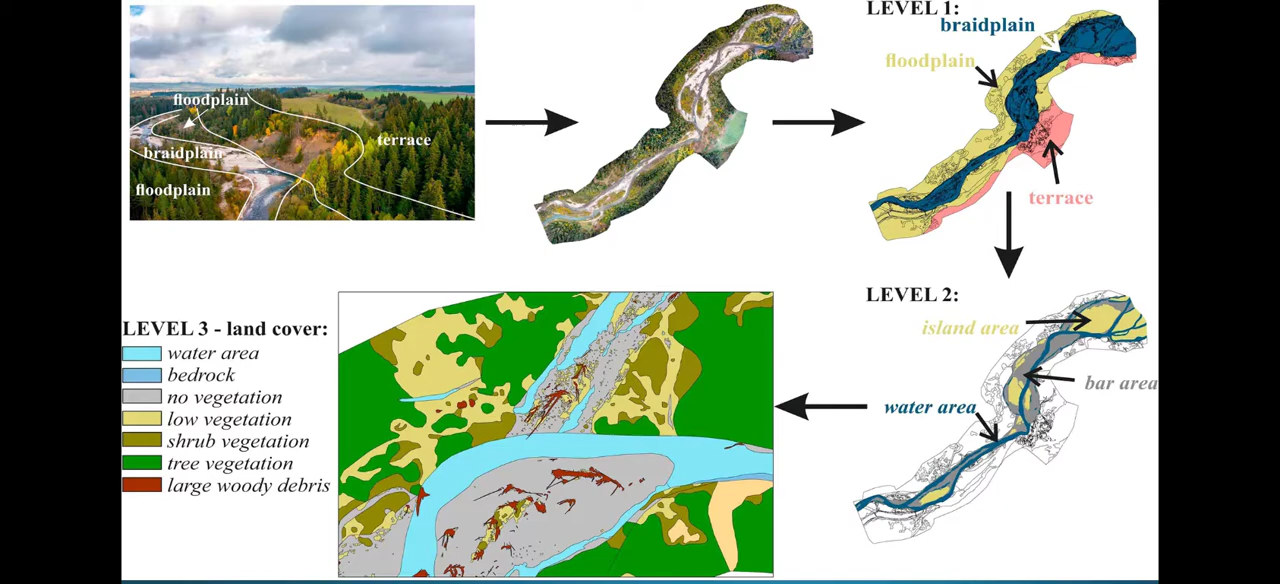 floodplain
braidplain
floodplain
terrace
LEVEL 1:
braidplain
floodplain
terrace
LEVEL 2:
island area
bar area
water area
LEVEL 3 - land cover:
water area
bedrock
no vegetation
low vegetation
shrub vegetation
tree vegetation
large woody debris